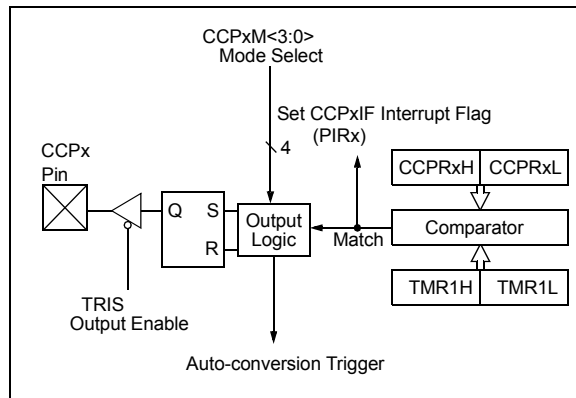 CCPxM<3:0>
Mode Select
Set CCPxIF Interrupt Flag
(PIRx)
4
CCPx
Pin
CCPRxH CCPRxL
Q S
R
Output
Logic
Match
Comparator
TMR1H TMR1L
TRIS
Output Enable
Auto-conversion Trigger